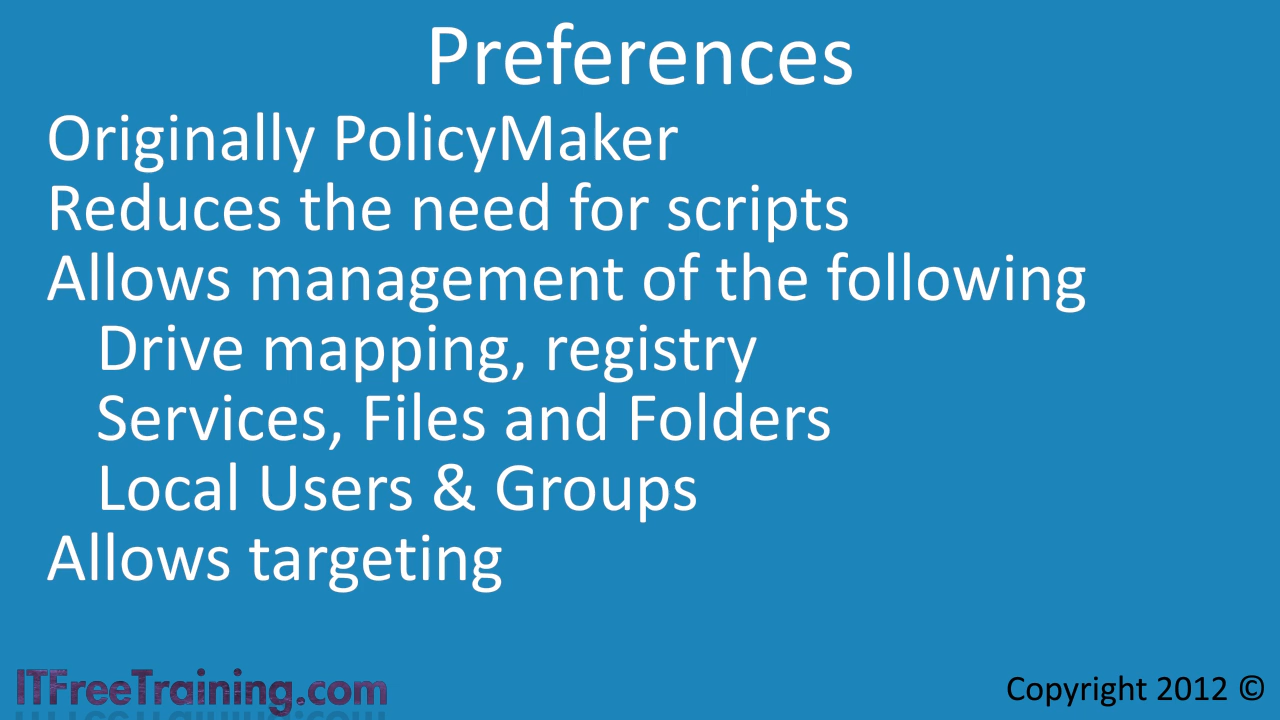 Preferences
Originally PolicyMaker
Reduces the need for scripts
Allows management of the following
Drive mapping, registry
Services, Files and Folders
Local Users & Groups
Allows targeting
ITFreeTraining.com
Copyright 2012 ©